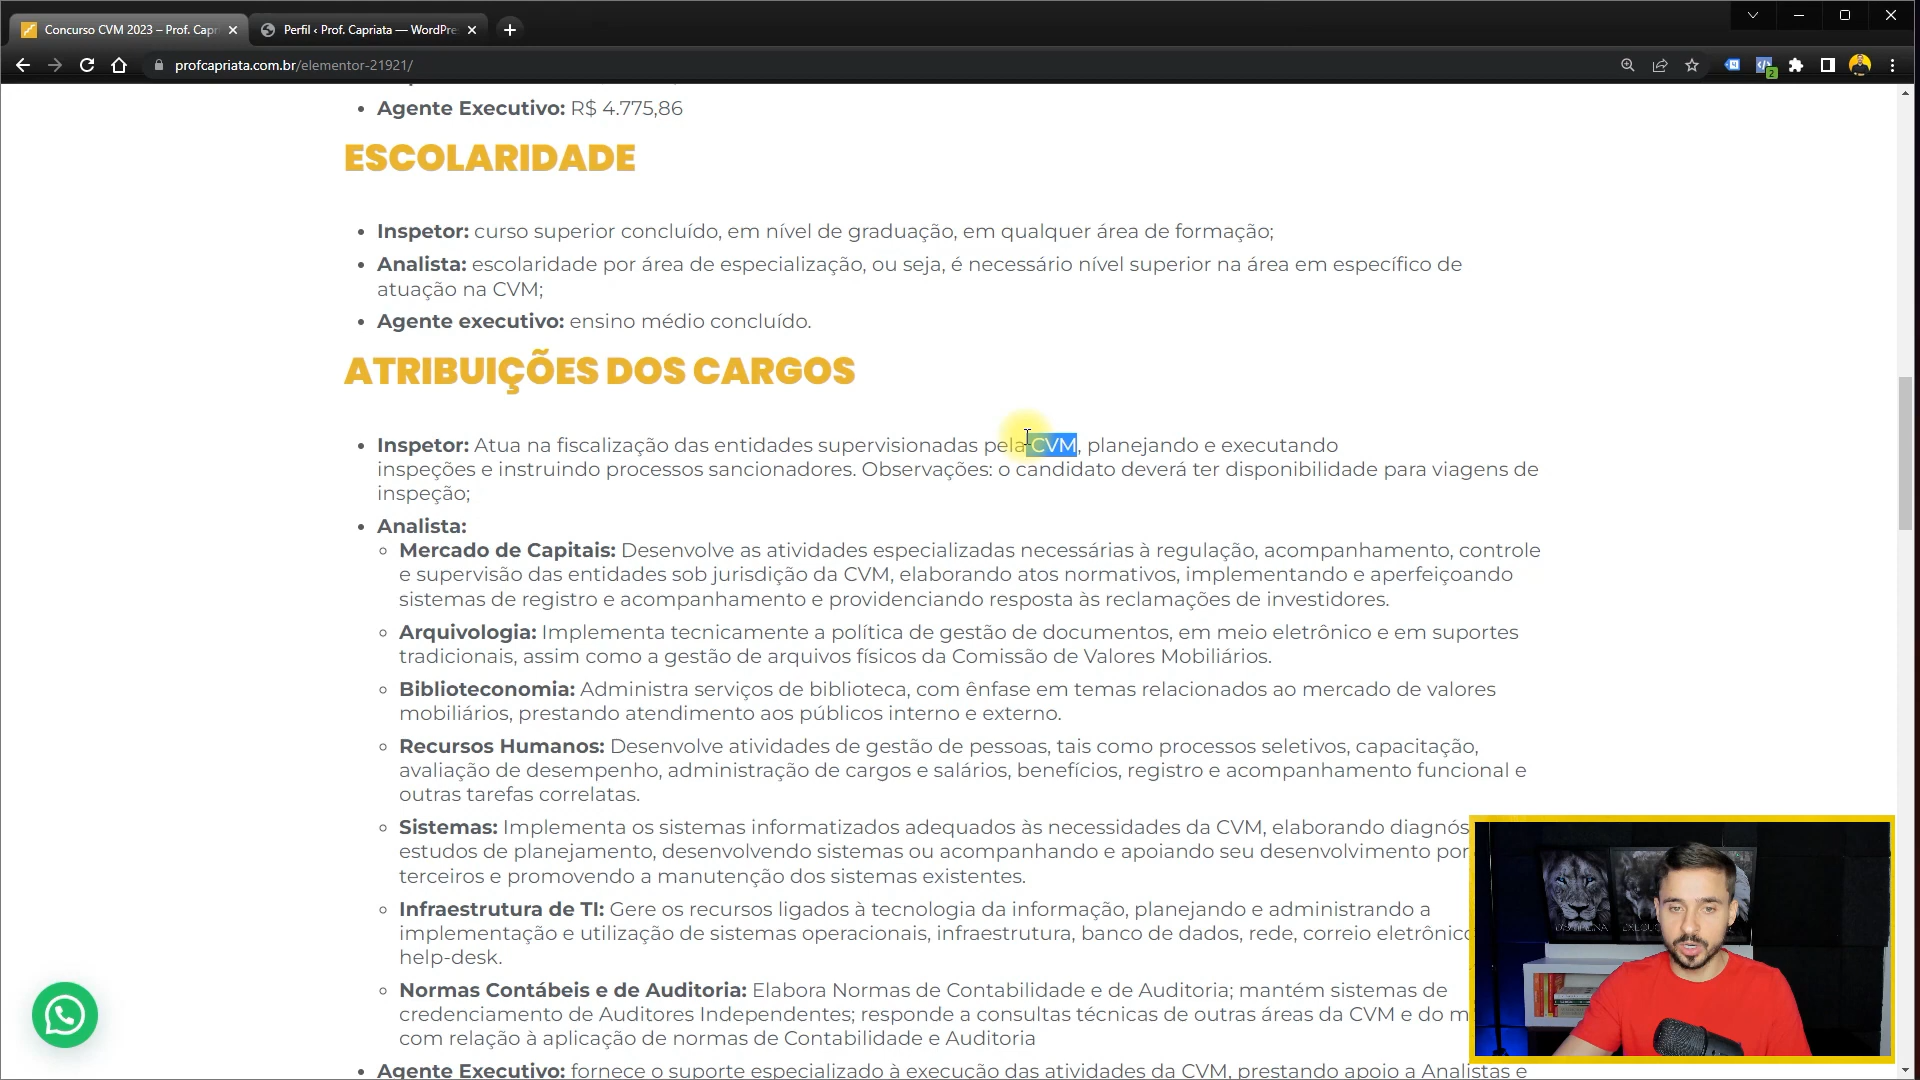 Concurso CVM 2023 – Prof. Capr
Perfil ‹ Prof. Capriata — WordPre
profcapriata.com.br/elementor-21921/
2
• Agente Executivo: R$ 4.775,86
ESCOLARIDADE
• Inspetor: curso superior concluído, em nível de graduação, em qualquer área de formação;
• Analista: escolaridade por área de especialização, ou seja, é necessário nível superior na área em específico de
atuação na CVM;
• Agente executivo: ensino médio concluído.
ATRIBUIÇÕES DOS CARGOS
• Inspetor: Atua na fiscalização das entidades supervisionadas pela CVM, planejando e executando
inspeções e instruindo processos sancionadores. Observações: o candidato deverá ter disponibilidade para viagens de
inspeção;
• Analista:
◦ Mercado de Capitais: Desenvolve as atividades especializadas necessárias à regulação, acompanhamento, controle
e supervisão das entidades sob jurisdição da CVM, elaborando atos normativos, implementando e aperfeiçoando
sistemas de registro e acompanhamento e providenciando resposta às reclamações de investidores.
◦ Arquivologia: Implementa tecnicamente a política de gestão de documentos, em meio eletrônico e em suportes
tradicionais, assim como a gestão de arquivos físicos da Comissão de Valores Mobiliários.
◦ Biblioteconomia: Administra serviços de biblioteca, com ênfase em temas relacionados ao mercado de valores
mobiliários, prestando atendimento aos públicos interno e externo.
◦ Recursos Humanos: Desenvolve atividades de gestão de pessoas, tais como processos seletivos, capacitação,
avaliação de desempenho, administração de cargos e salários, benefícios, registro e acompanhamento funcional e
outras tarefas correlatas.
◦ Sistemas: Implementa os sistemas informatizados adequados às necessidades da CVM, elaborando diagnós
estudos de planejamento, desenvolvendo sistemas ou acompanhando e apoiando seu desenvolvimento por
terceiros e promovendo a manutenção dos sistemas existentes.
◦ Infraestrutura de TI: Gere os recursos ligados à tecnologia da informação, planejando e administrando a
implementação e utilização de sistemas operacionais, infraestrutura, banco de dados, rede, correio eletrônico
help-desk.
◦ Normas Contábeis e de Auditoria: Elabora Normas de Contabilidade e de Auditoria; mantém sistemas de
credenciamento de Auditores Independentes; responde a consultas técnicas de outras áreas da CVM e do m
com relação à aplicação de normas de Contabilidade e Auditoria
• Agente Executivo: fornece o suporte especializado à execução das atividades da CVM, prestando apoio a Analistas e